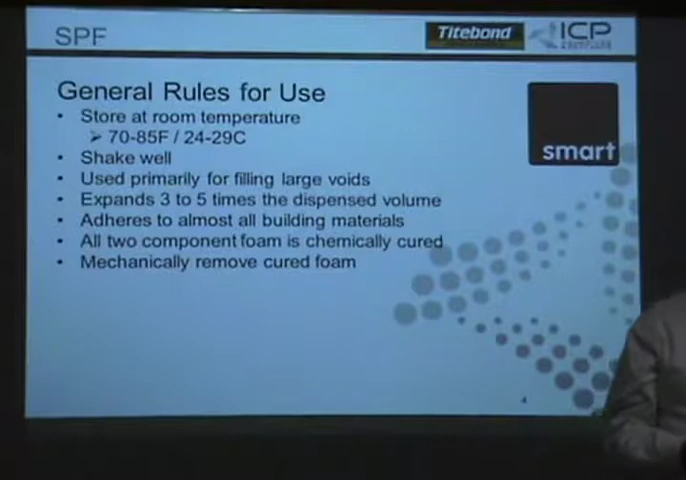 SPF
Titebond
ICP
General Rules for Use
smart
• Store at room temperature
➢ 70-85F / 24-29C
• Shake well
• Used primarily for filling large voids
• Expands 3 to 5 times the dispensed volume
• Adheres to almost all building materials
• All two component foam is chemically cured
• Mechanically remove cured foam
4